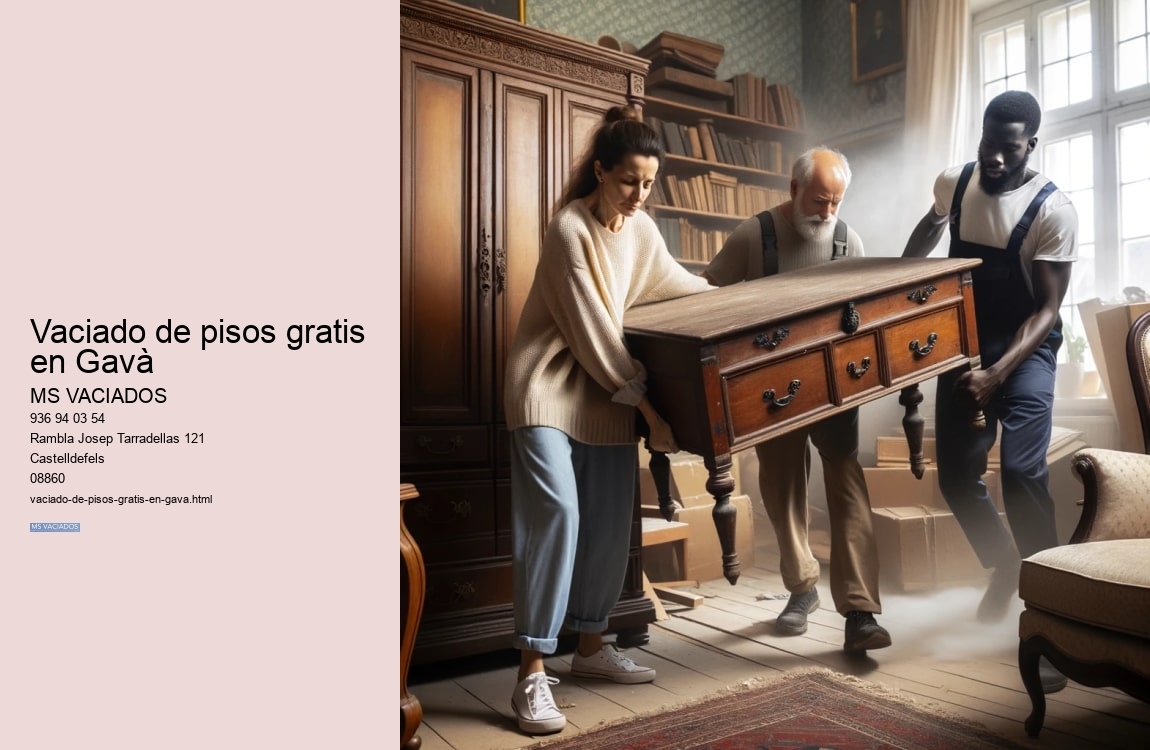 Vaciado de pisos gratis
en Gavà
MS VACIADOS
936 94 03 54
Rambla Josep Tarradellas 121
Castelldefels
08860
vaciado-de-pisos-gratis-en-gava.html
MS VACIADOS